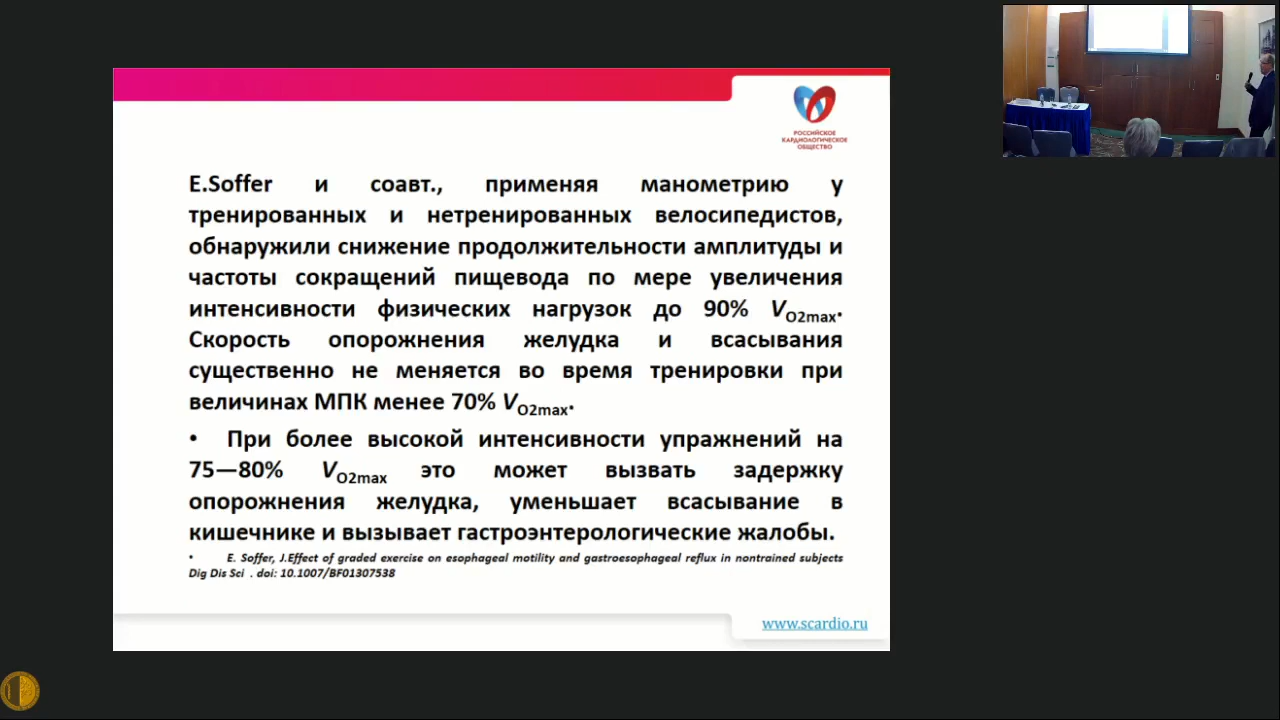 РОССИЙСКОЕ
КАРДИОЛОГИЧЕСКОЕ
ОБЩЕСТВО
E.Soffer и соавт., применяя манометрию у
тренированных и нетренированных велосипедистов,
обнаружили снижение продолжительности амплитуды и
частоты сокращений пищевода по мере увеличения
интенсивности физических нагрузок до 90% VO2max.
Скорость опорожнения желудка и всасывания
существенно не меняется во время тренировки при
величинах МПК менее 70% VO2max.
• При более высокой интенсивности упражнений на
75—80% VO2max это может вызвать задержку
опорожнения желудка, уменьшает всасывание в
кишечнике и вызывает гастроэнтерологические жалобы.
• E. Soffer, J.Effect of graded exercise on esophageal motility and gastroesophageal reflux in nontrained subjects
Dig Dis Sci . doi: 10.1007/BF01307538
www.scardio.ru